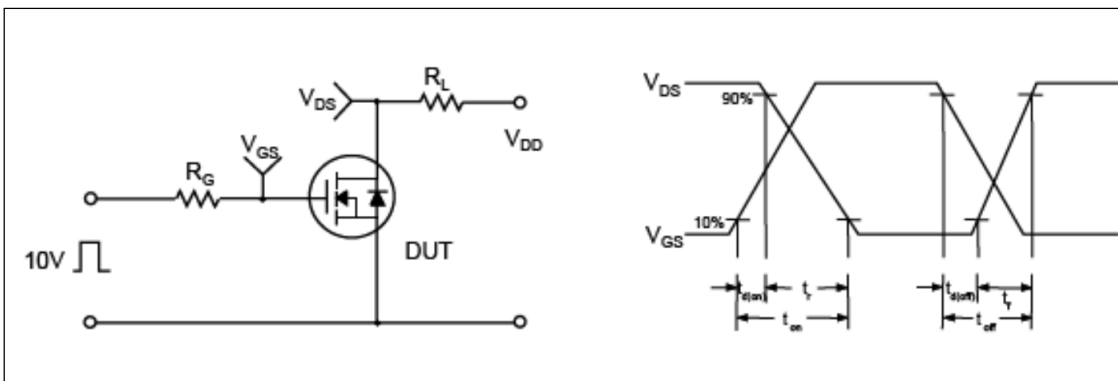 R_L
V_DS
V_DD
V_GS
R_G
DUT
10V
V_DS
90%
10%
V_GS
t_d(on)
t_r
t_d(off)
t_f
t_on
t_off